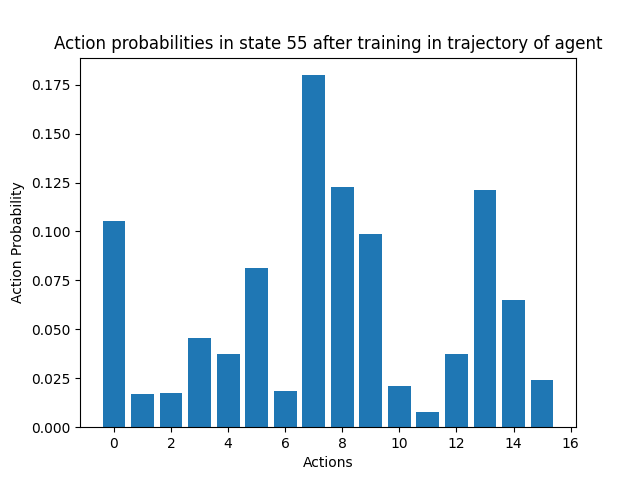 Action probabilities in state 55 after training in trajectory of agent
0.175
0.150
0.125
0.100
0.075
0.050
0.025
0.000
Action Probability
0 2 4 6 8 10 12 14 16
Actions